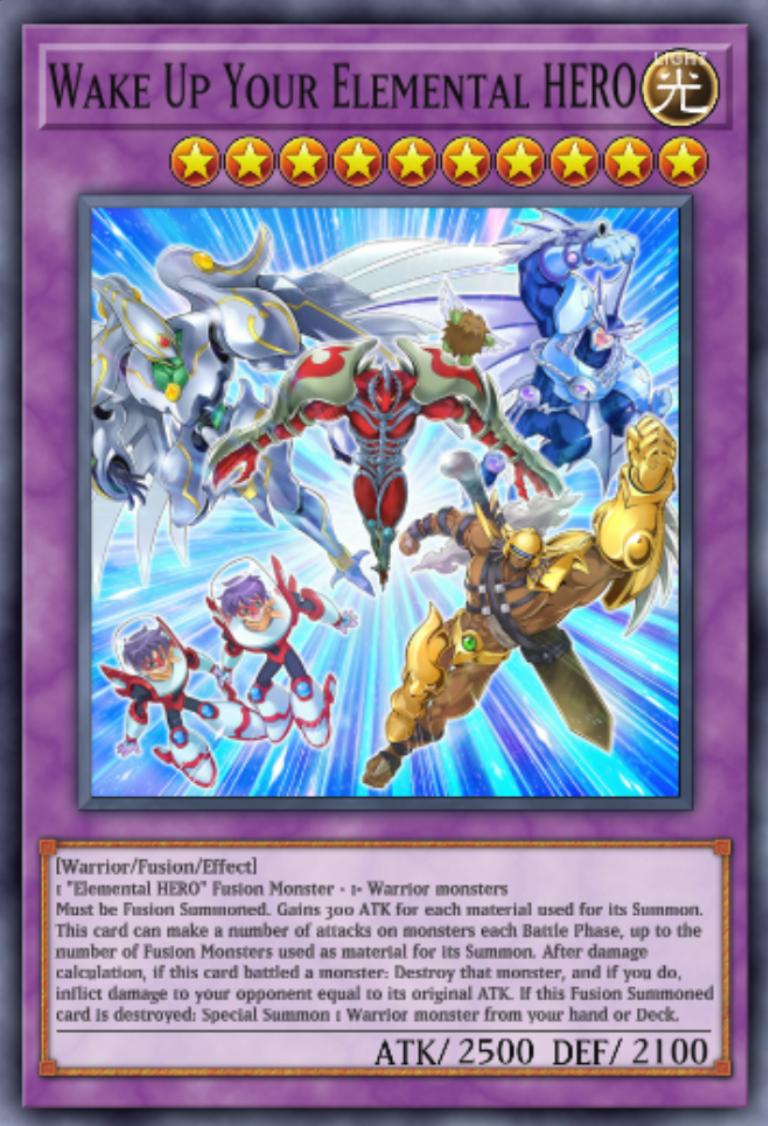 WAKE UP YOUR ELEMENTAL HERO
LIGHT
光
[Warrior/Fusion/Effect]
1 "Elemental HERO" Fusion Monster - 1+ Warrior monsters
Must be Fusion Summoned. Gains 300 ATK for each material used for its Summon.
This card can make a number of attacks on monsters each Battle Phase, up to the
number of Fusion Monsters used as material for its Summon. After damage
calculation, if this card battled a monster: Destroy that monster, and if you do,
inflict damage to your opponent equal to its original ATK. If this Fusion Summoned
card is destroyed: Special Summon 1 Warrior monster from your hand or Deck.
ATK/ 2500 DEF/ 2100